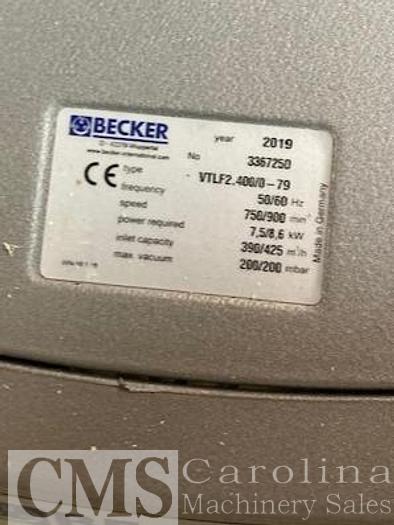 BECKER
D - 42279 Wuppertal
www.becker-international.com
year 2019
No 3367250
CE type VTLF2.400/0-79
frequency 50/60 Hz
speed 750/900 min
power required 7,5/8,6 kW
inlet capacity 390/425 m³/h
max. vacuum 200/200 mbar
Made in Germany
CMS Carolina
Machinery Sales